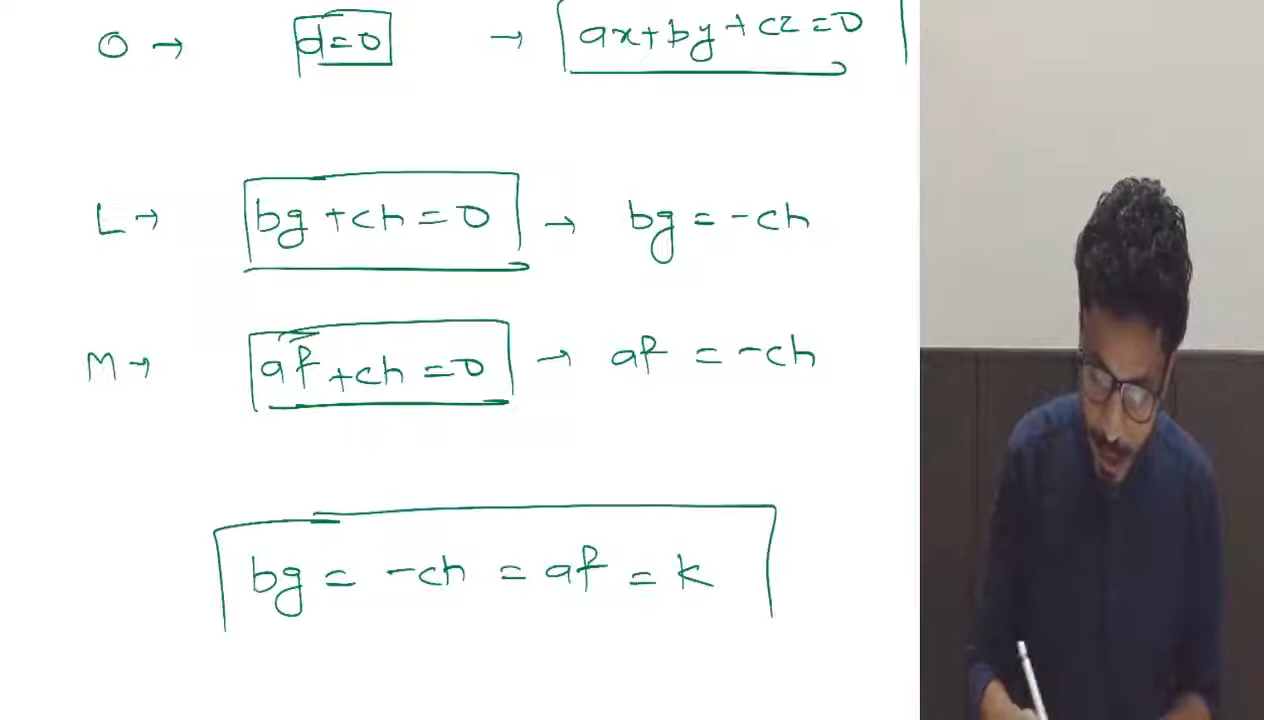 O → d=0 → ax+by+cz=0
L → bg+ch=0 → bg=-ch
M → af+ch=0 → af=-ch
bg=-ch=af=k